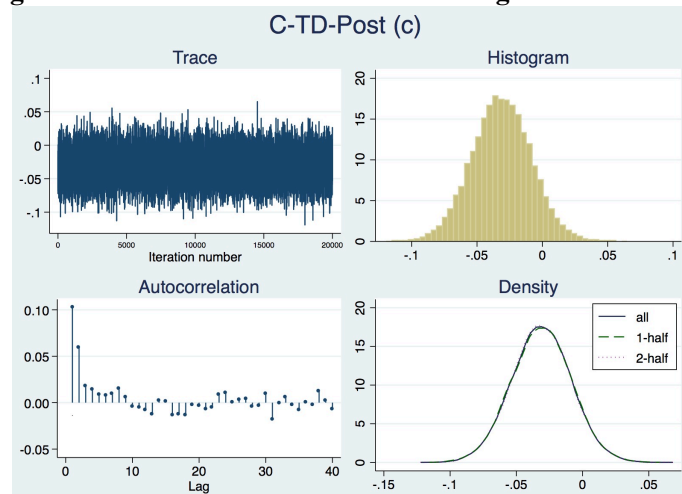 C-TD-Post (c)
Trace
.1
.05
0
-.05
-.1
0 5000 10000 15000 20000
Iteration number
Histogram
20
15
10
5
0
-.1 -.05 0 .05 .1
Autocorrelation
0.10
0.05
0.00
-0.05
0 10 20 30 40
Lag
Density
20
15
10
5
0
-.15 -.1 -.05 0 .05
all
1-half
2-half